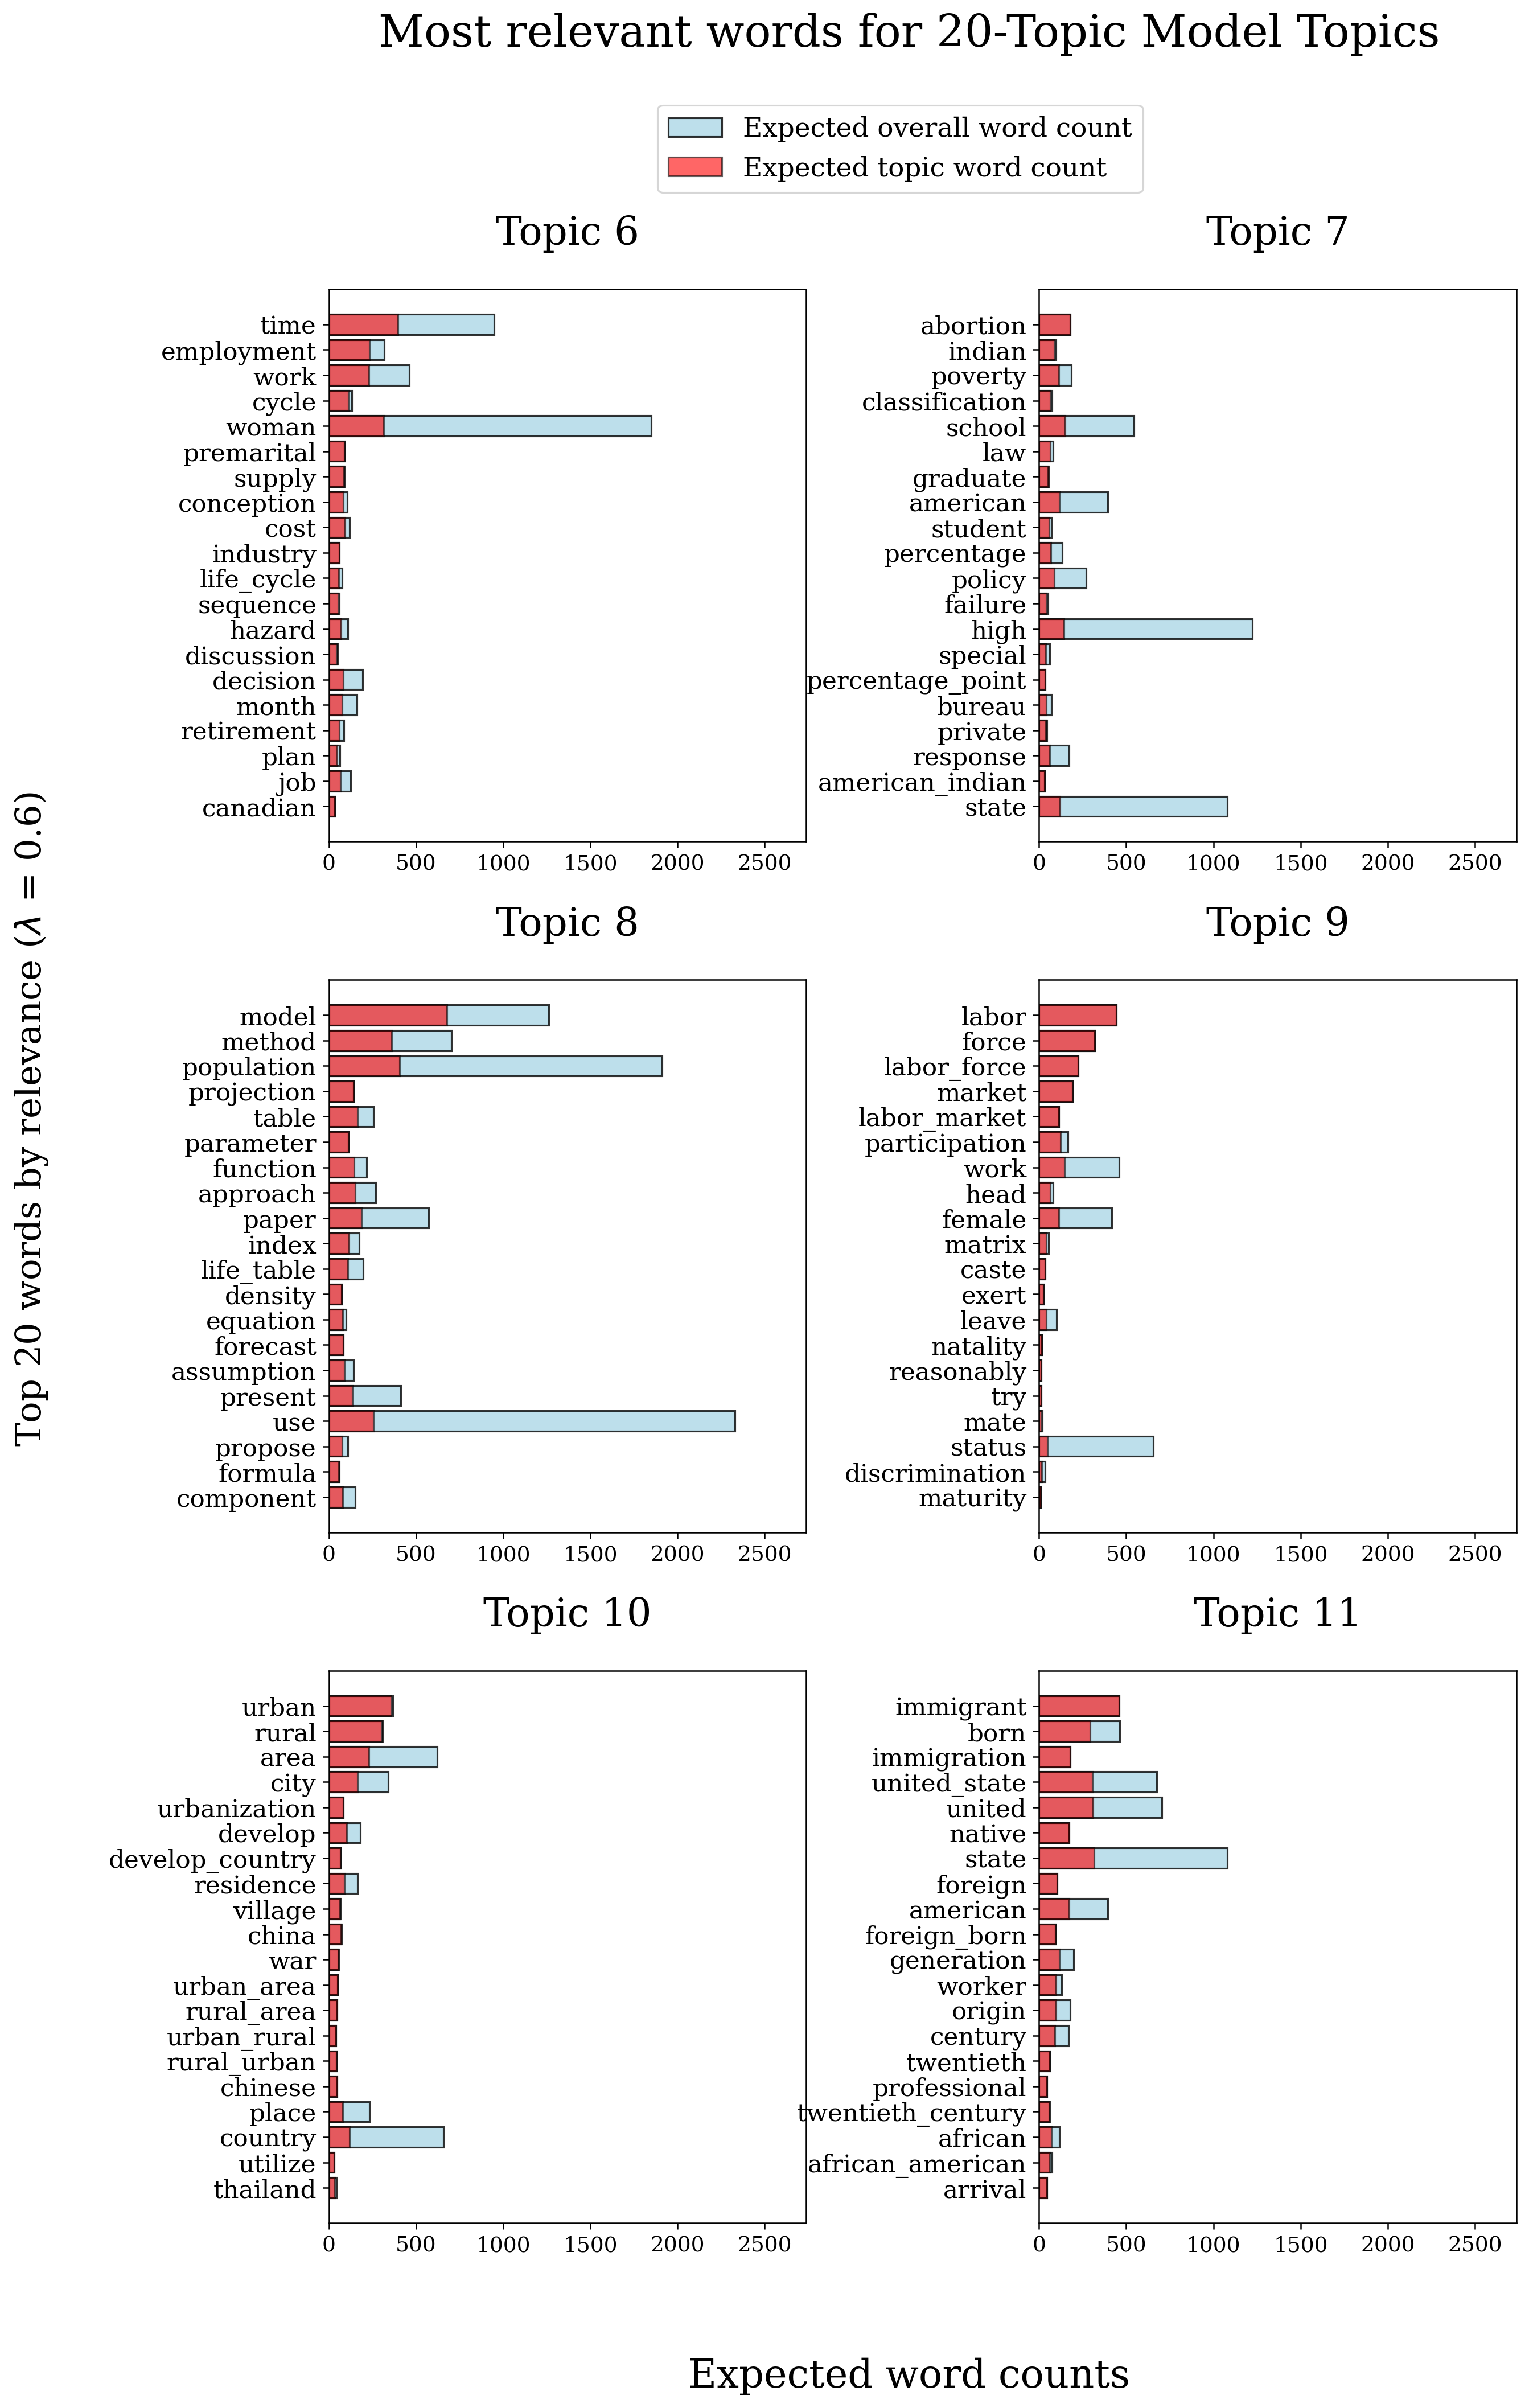 Most relevant words for 20-Topic Model Topics
Expected overall word count
Expected topic word count
Top 20 words by relevance (λ = 0.6)
Topic 6
time
employment
work
cycle
woman
premarital
supply
conception
cost
industry
life_cycle
sequence
hazard
discussion
decision
month
retirement
plan
job
canadian
0 500 1000 1500 2000 2500
Topic 7
abortion
indian
poverty
classification
school
law
graduate
american
student
percentage
policy
failure
high
special
percentage_point
bureau
private
response
american_indian
state
0 500 1000 1500 2000 2500
Topic 8
model
method
population
projection
table
parameter
function
approach
paper
index
life_table
density
equation
forecast
assumption
present
use
propose
formula
component
0 500 1000 1500 2000 2500
Topic 9
labor
force
labor_force
market
labor_market
participation
work
head
female
matrix
caste
exert
leave
natality
reasonably
try
mate
status
discrimination
maturity
0 500 1000 1500 2000 2500
Topic 10
urban
rural
area
city
urbanization
develop
develop_country
residence
village
china
war
urban_area
rural_area
urban_rural
rural_urban
chinese
place
country
utilize
thailand
0 500 1000 1500 2000 2500
Topic 11
immigrant
born
immigration
united_state
united
native
state
foreign
american
foreign_born
generation
worker
origin
century
twentieth
professional
twentieth_century
african
african_american
arrival
0 500 1000 1500 2000 2500
Expected word counts